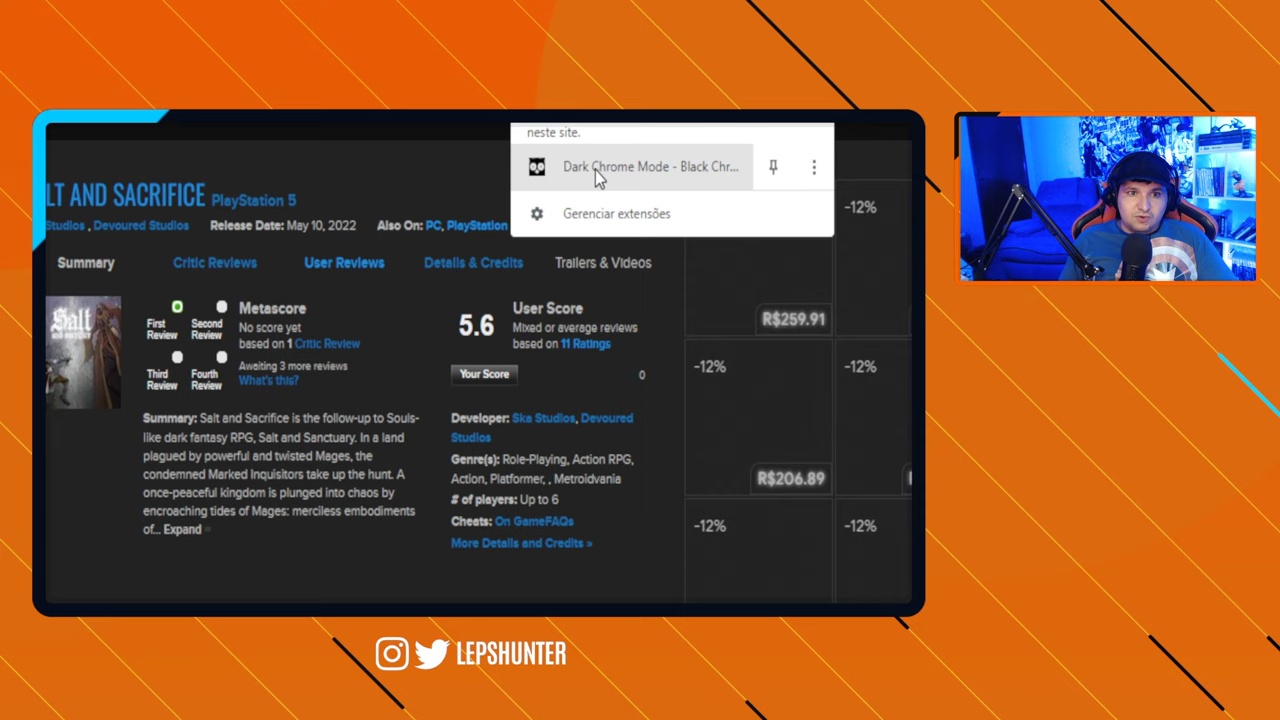 neste site.
Dark Chrome Mode - Black Chr...
Gerenciar extensões
LT AND SACRIFICE PlayStation 5
Studios , Devoured Studios Release Date: May 10, 2022 Also On: PC, PlayStation
Summary Critic Reviews User Reviews Details & Credits Trailers & Videos
Salt
First Review
Second Review
Third Review
Fourth Review
Metascore
No score yet
based on 1 Critic Review
Awaiting 3 more reviews
What's this?
5.6
User Score
Mixed or average reviews
based on 11 Ratings
Your Score 0
Summary: Salt and Sacrifice is the follow-up to Souls-
like dark fantasy RPG, Salt and Sanctuary. In a land
plagued by powerful and twisted Mages, the
condemned Marked Inquisitors take up the hunt. A
once-peaceful kingdom is plunged into chaos by
encroaching tides of Mages: merciless embodiments
of... Expand
Developer: Ska Studios, Devoured
Studios
Genre(s): Role-Playing, Action RPG,
Action, Platformer, , Metroidvania
# of players: Up to 6
Cheats: On GameFAQs
More Details and Credits »
-12%
R$259.91
-12% -12%
R$206.89
-12% -12%
LEPSHUNTER